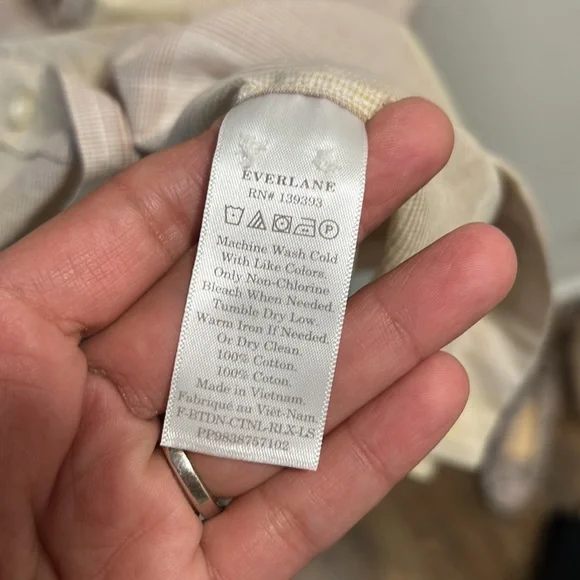 EVERLANE
RN# 139393
P
Machine Wash Cold
With Like Colors.
Only Non-Chlorine
Bleach When Needed.
Tumble Dry Low.
Warm Iron If Needed.
Or Dry Clean.
100% Cotton.
100% Coton.
Made in Vietnam.
Fabriqué au Viêt-Nam
F-BTDN-CTNL-RLX-LS
PP9838757102